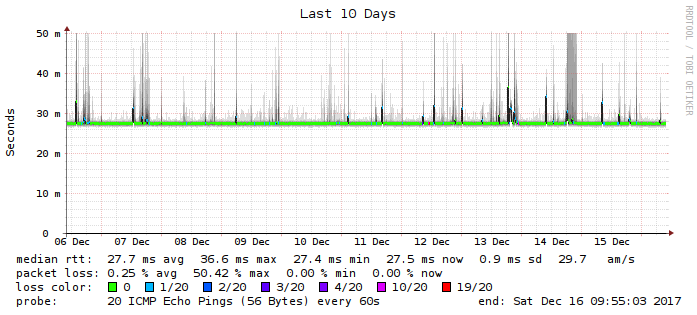 Last 10 Days
RRDTOOL / TOBI OETIKER
Seconds
50 m
40 m
30 m
20 m
10 m
0
06 Dec 07 Dec 08 Dec 09 Dec 10 Dec 11 Dec 12 Dec 13 Dec 14 Dec 15 Dec
median rtt: 27.7 ms avg 36.6 ms max 27.4 ms min 27.5 ms now 0.9 ms sd 29.7 am/s
packet loss: 0.25 % avg 50.42 % max 0.00 % min 0.00 % now
loss color: 0 1/20 2/20 3/20 4/20 10/20 19/20
probe: 20 ICMP Echo Pings (56 Bytes) every 60s end: Sat Dec 16 09:55:03 2017